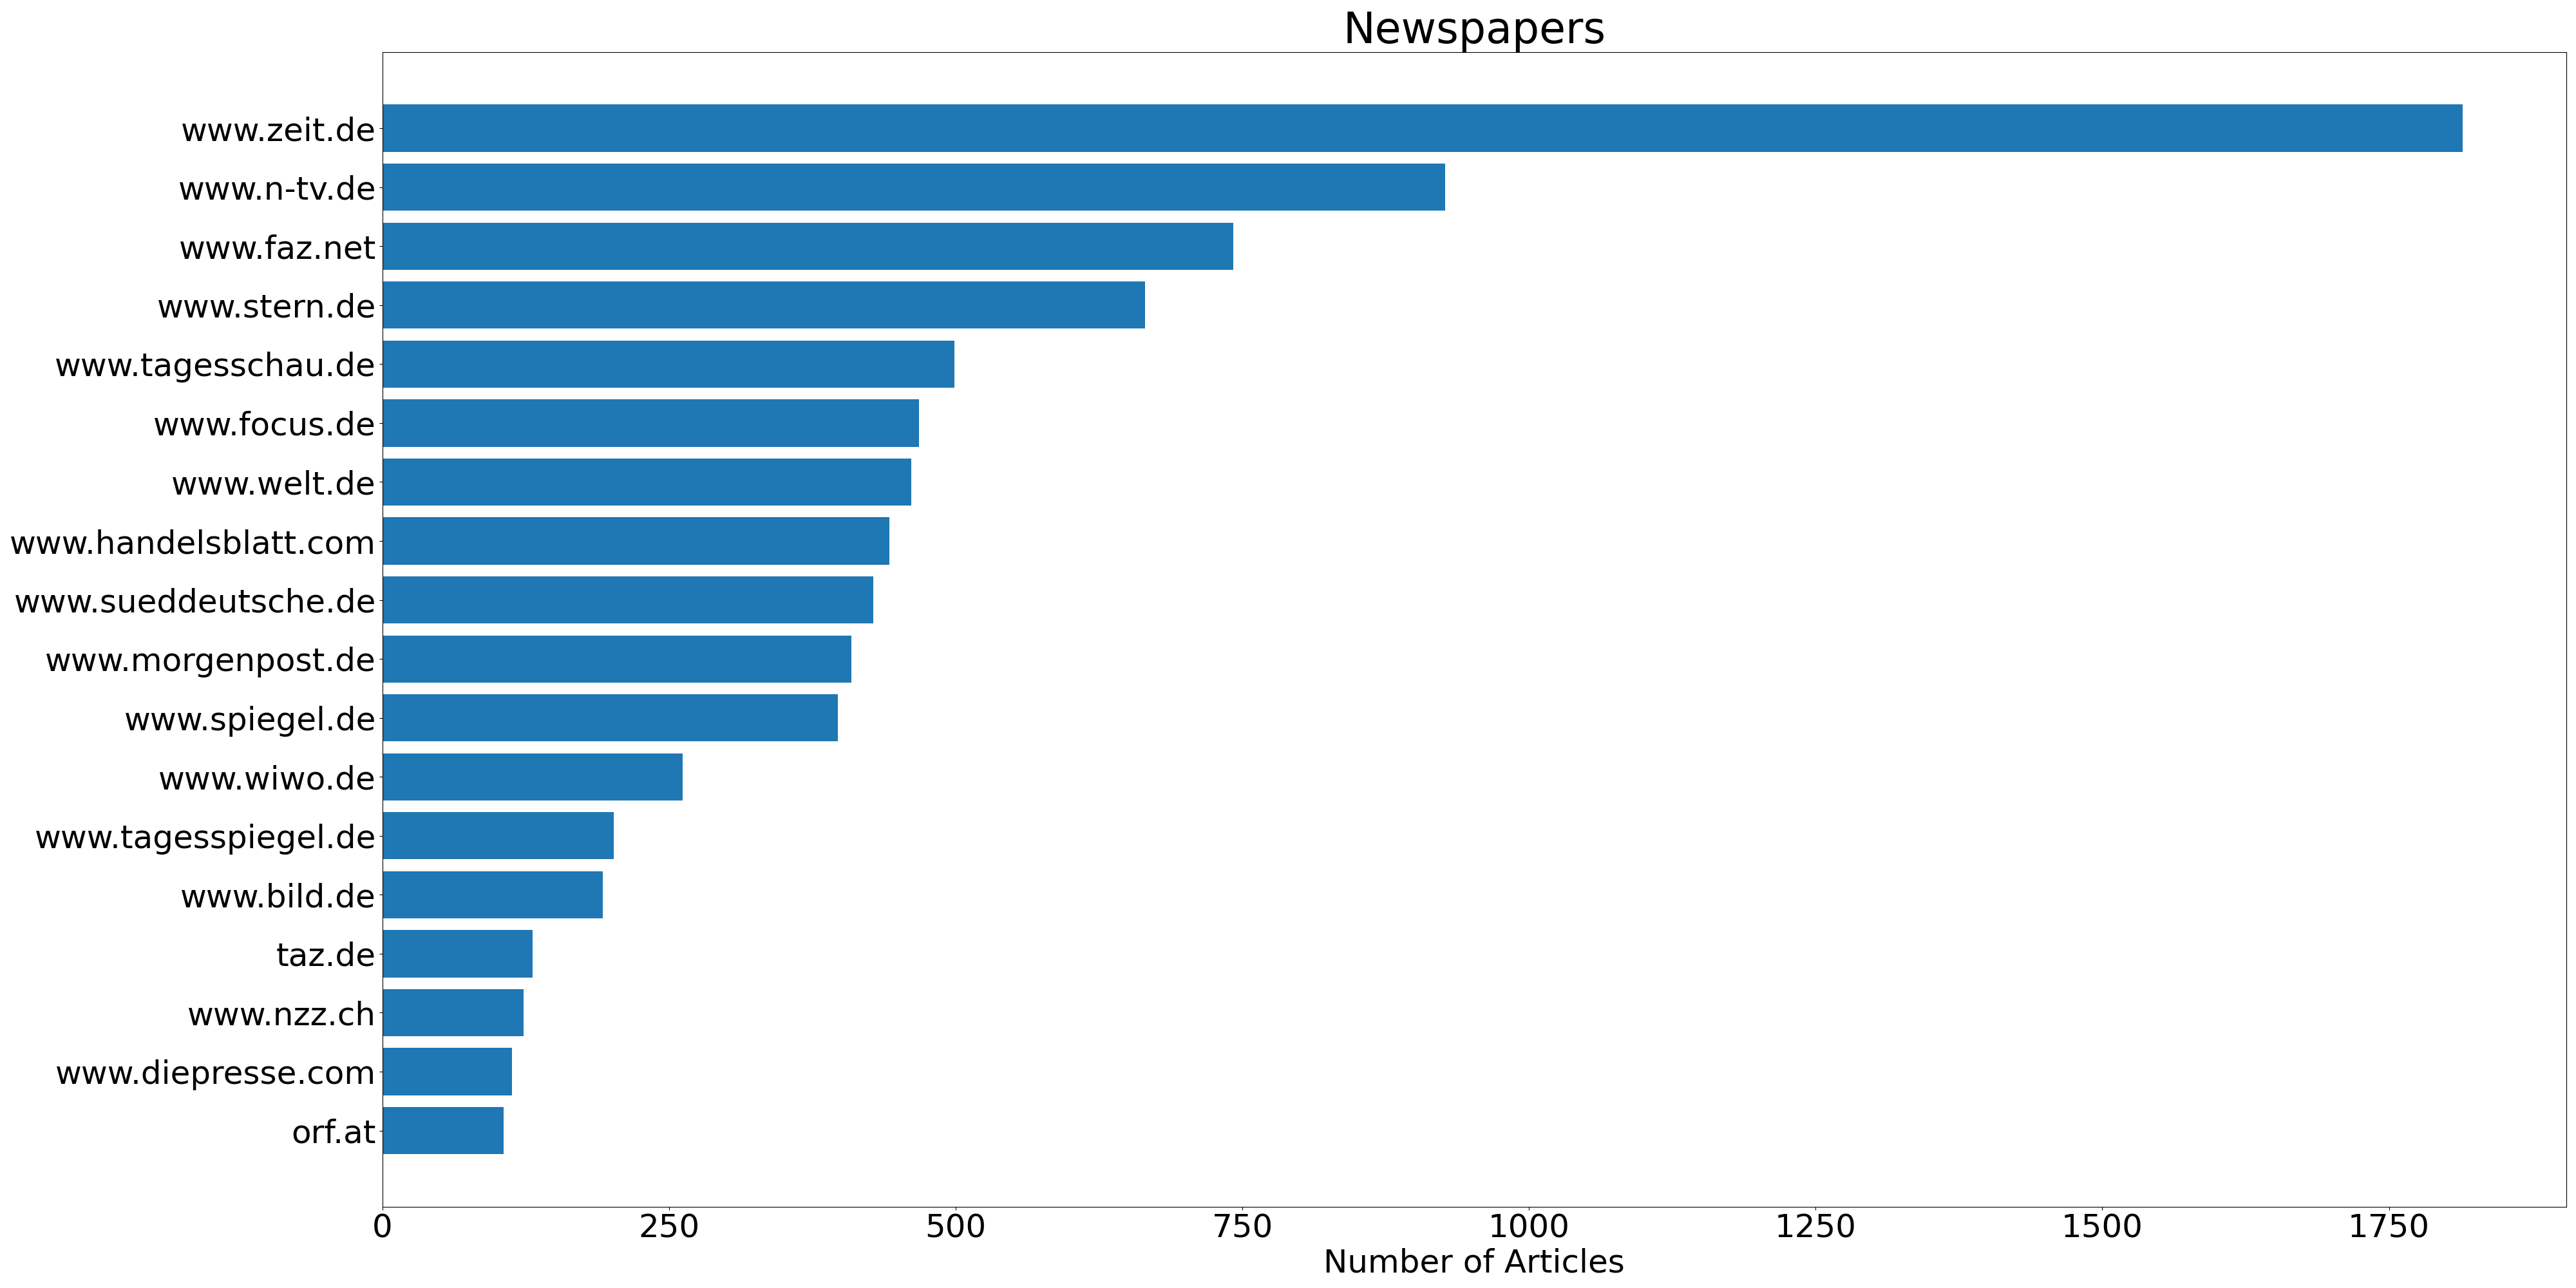 Newspapers
www.zeit.de
www.n-tv.de
www.faz.net
www.stern.de
www.tagesschau.de
www.focus.de
www.welt.de
www.handelsblatt.com
www.sueddeutsche.de
www.morgenpost.de
www.spiegel.de
www.wiwo.de
www.tagesspiegel.de
www.bild.de
taz.de
www.nzz.ch
www.diepresse.com
orf.at
0 250 500 750 1000 1250 1500 1750
Number of Articles